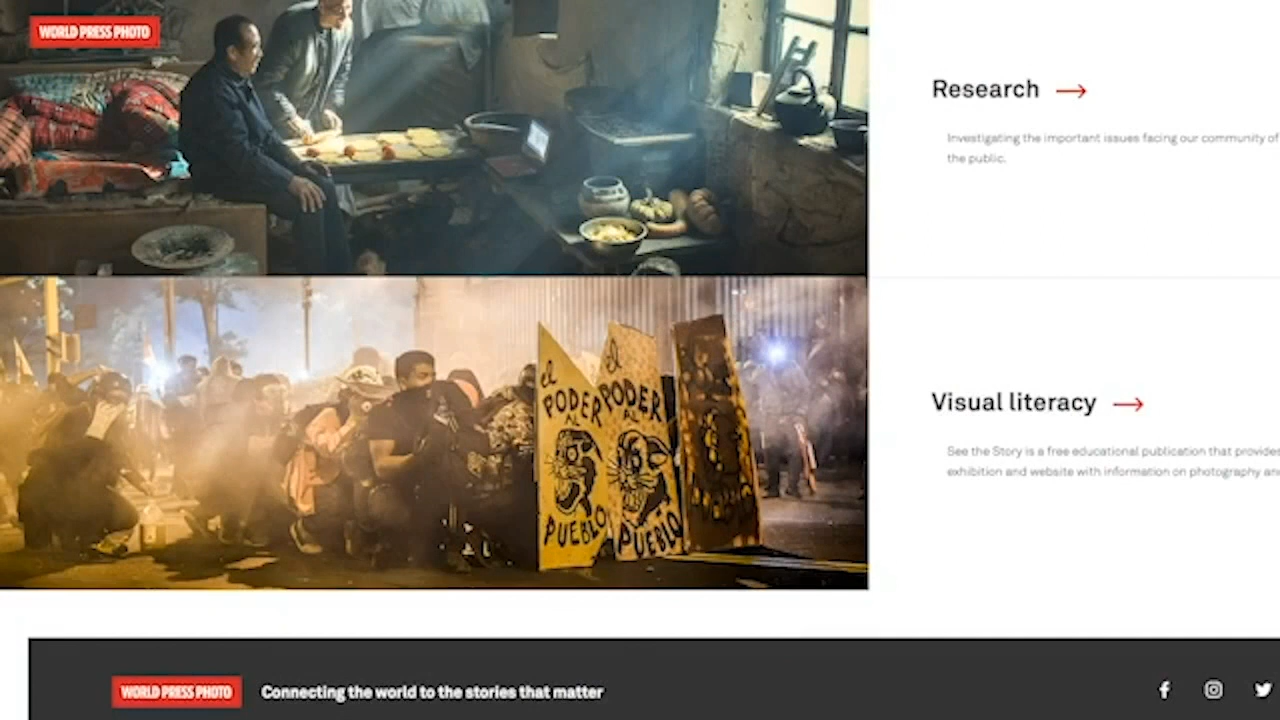 WORLD PRESS PHOTO
Research
Investigating the important issues facing our community of
the public.
el PODER AL PUEBLO
el PODER AL PUEBLO
Visual literacy
See the Story is a free educational publication that provides
exhibition and website with information on photography an
WORLD PRESS PHOTO
Connecting the world to the stories that matter